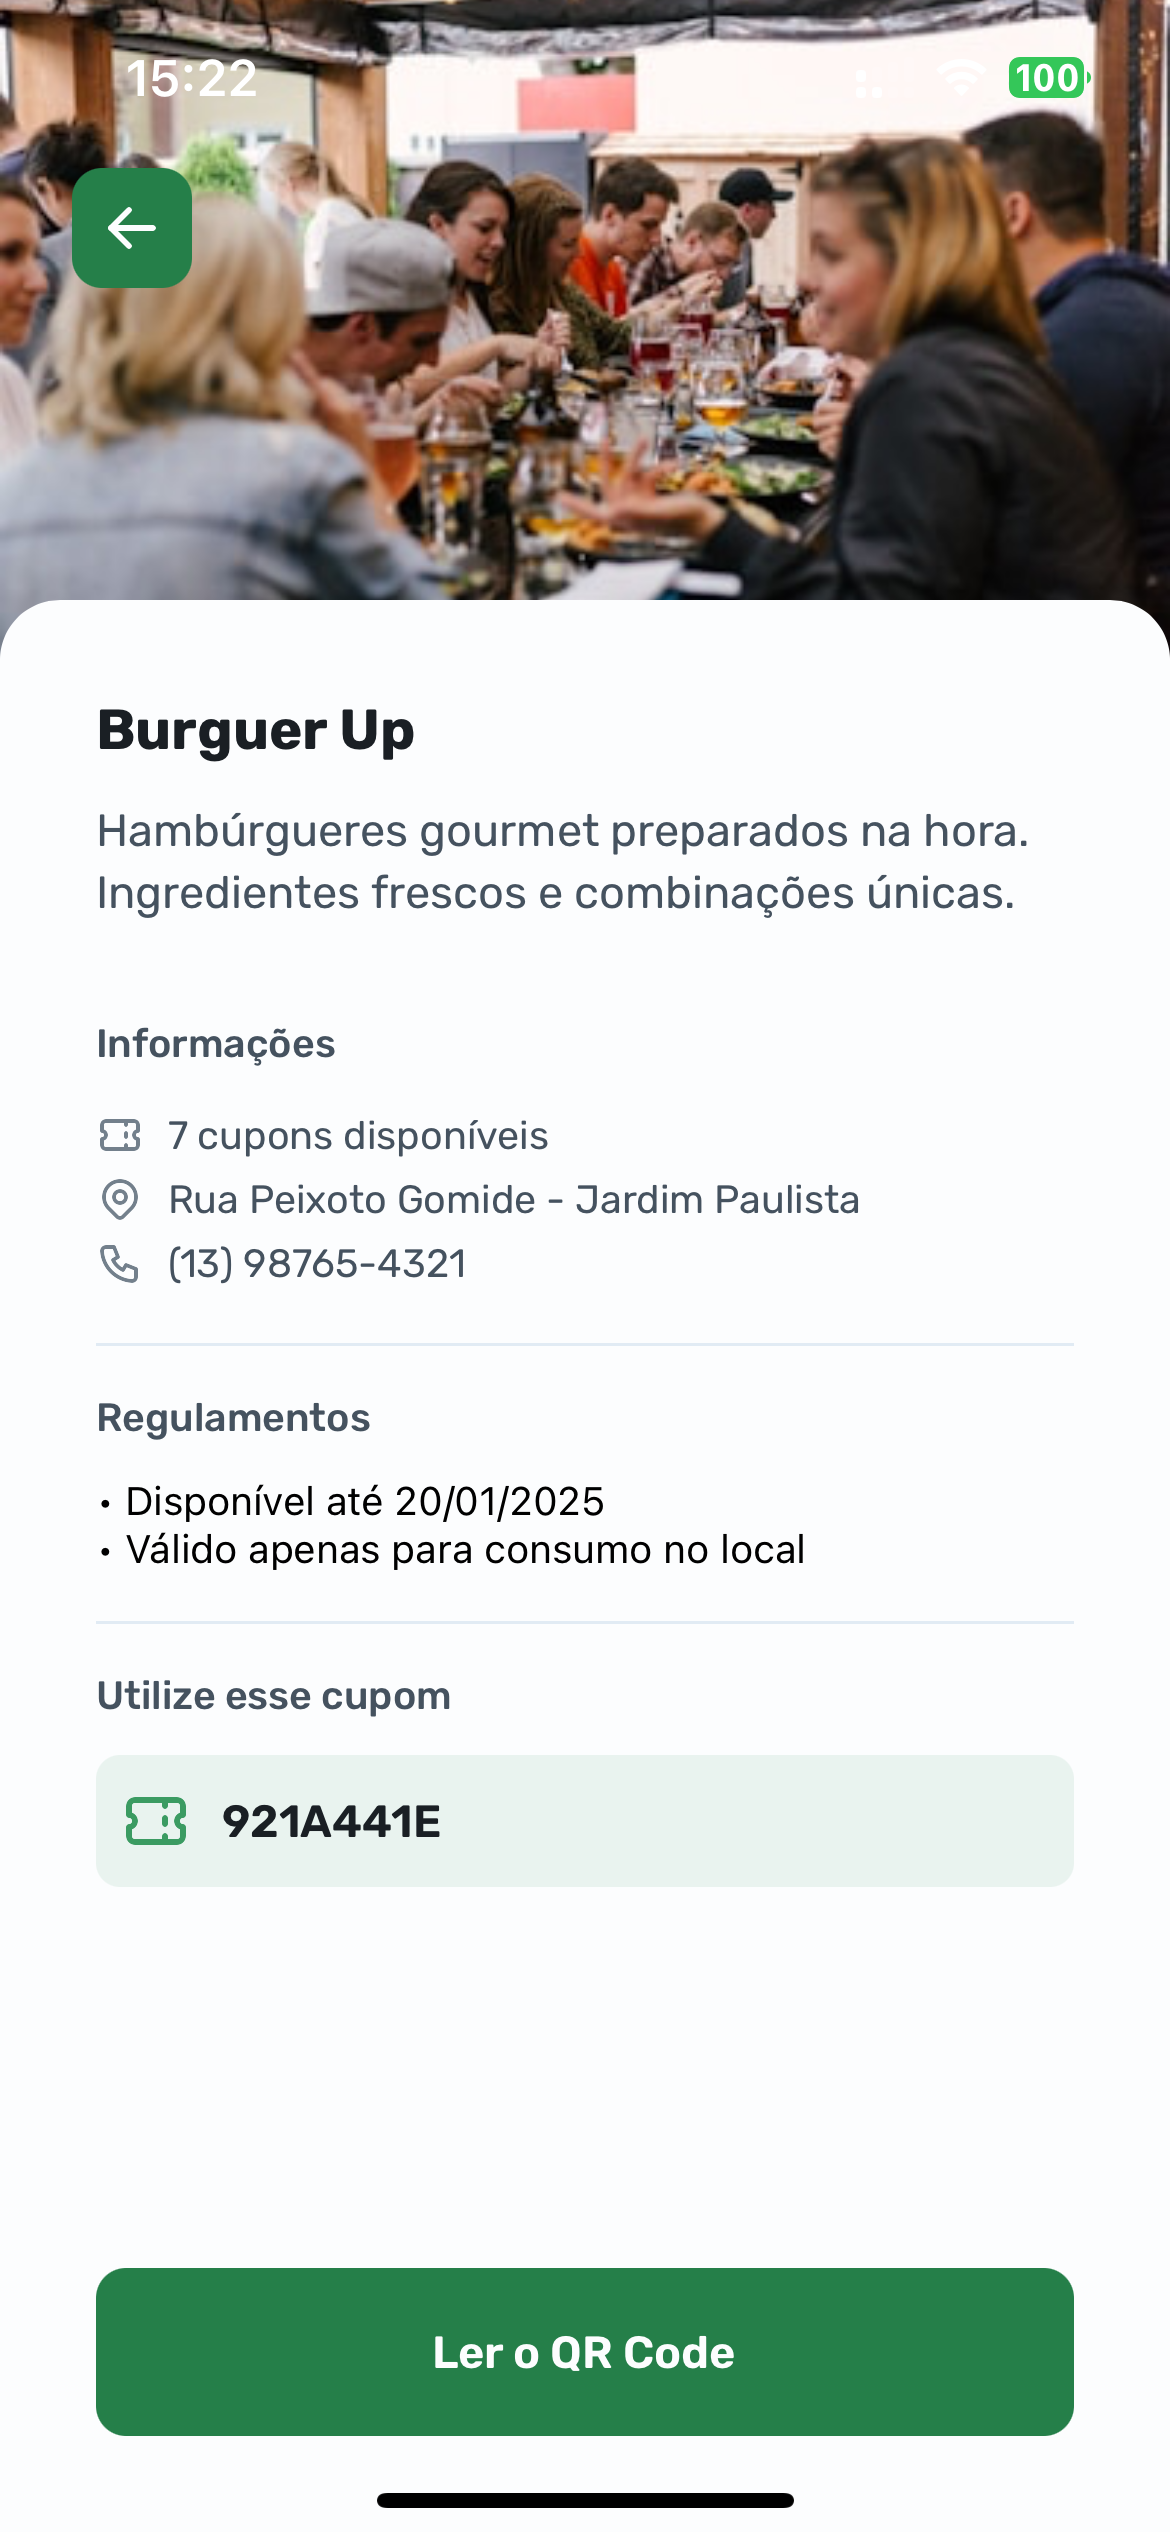 15:22
100
Burguer Up
Hambúrgueres gourmet preparados na hora.
Ingredientes frescos e combinações únicas.
Informações
7 cupons disponíveis
Rua Peixoto Gomide - Jardim Paulista
(13) 98765-4321
Regulamentos
• Disponível até 20/01/2025
• Válido apenas para consumo no local
Utilize esse cupom
921A441E
Ler o QR Code